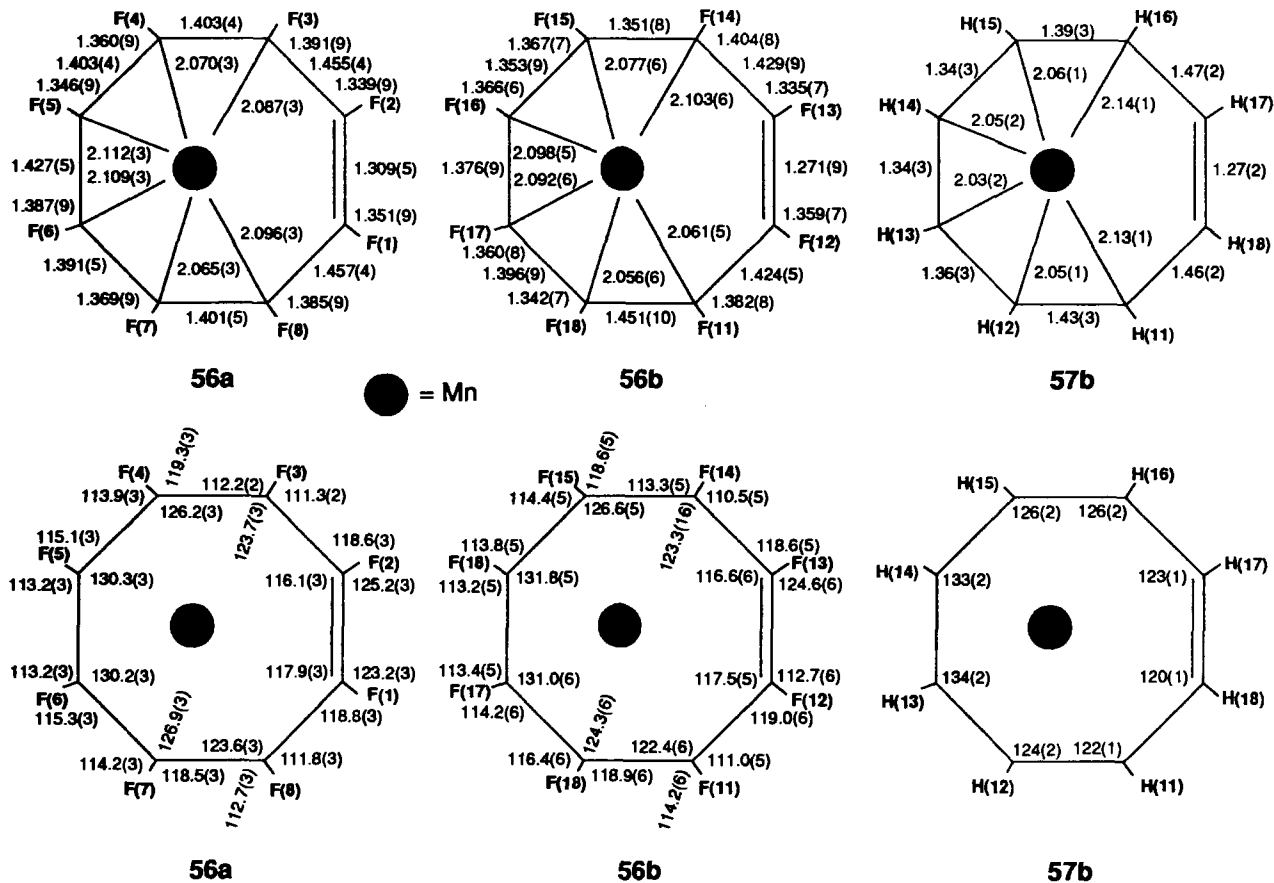 F(4)
1.403(4)
F(3)
1.360(9)
1.391(9)
1.403(4)
2.070(3)
1.455(4)
1.346(9)
1.339(9)
F(5)
2.087(3)
F(2)
1.427(5)
2.112(3)
2.109(3)
1.309(5)
1.387(9)
1.351(9)
F(6)
2.096(3)
F(1)
1.391(5)
2.065(3)
1.457(4)
1.369(9)
1.385(9)
F(7)
1.401(5)
F(8)
56a
F(15)
1.351(8)
F(14)
1.367(7)
1.404(8)
1.353(9)
2.077(6)
1.429(9)
1.366(6)
1.335(7)
F(16)
2.103(6)
F(13)
1.376(9)
2.098(5)
2.092(6)
1.271(9)
1.359(7)
F(17)
F(12)
1.360(8)
2.061(5)
1.396(9)
2.056(6)
1.424(5)
1.342(7)
1.382(8)
F(18)
1.451(10)
F(11)
56b
H(15)
1.39(3)
H(16)
1.34(3)
2.06(1)
1.47(2)
H(14)
2.14(1)
H(17)
2.05(2)
1.34(3)
2.03(2)
1.27(2)
H(13)
2.13(1)
H(18)
1.36(3)
2.05(1)
1.46(2)
H(12)
1.43(3)
H(11)
57b
= Mn
F(4)
119.3(3)
F(3)
113.9(3)
112.2(2)
111.3(2)
126.2(3)
123.7(3)
115.1(3)
118.6(3)
F(5)
F(2)
113.2(3)
130.3(3)
116.1(3)
125.2(3)
113.2(3)
130.2(3)
117.9(3)
123.2(3)
F(6)
F(1)
115.3(3)
126.9(3)
118.8(3)
123.6(3)
114.2(3)
111.8(3)
F(7)
118.5(3)
112.7(3)
F(8)
56a
F(15)
118.6(5)
F(14)
114.4(5)
113.3(5)
110.5(5)
126.6(5)
123.3(16)
113.8(5)
118.6(5)
F(18)
F(13)
113.2(5)
131.8(5)
116.6(6)
124.6(6)
113.4(5)
131.0(6)
117.5(5)
112.7(6)
F(17)
F(12)
114.2(6)
124.3(6)
119.0(6)
122.4(6)
116.4(6)
111.0(5)
F(18)
118.9(6)
114.2(6)
F(11)
56b
H(15)
H(16)
126(2)
126(2)
H(14)
133(2)
123(1)
H(17)
H(13)
134(2)
120(1)
H(18)
124(2)
122(1)
H(12)
H(11)
57b